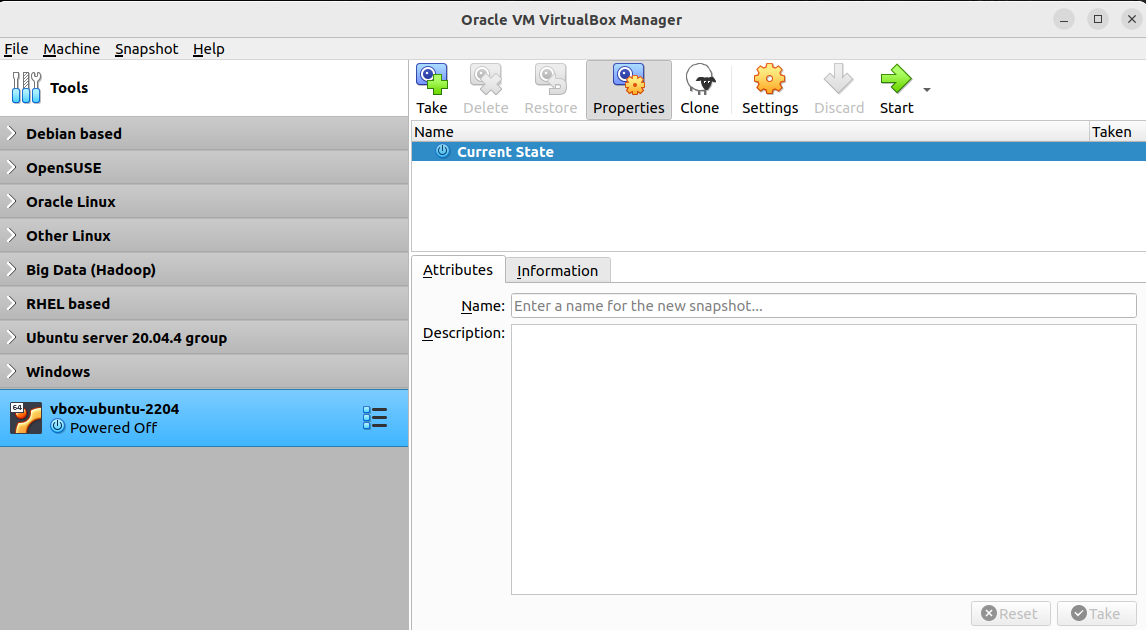 Oracle VM VirtualBox Manager
File Machine Snapshot Help
Tools
Take Delete Restore Properties Clone Settings Discard Start
Name Taken
Current State
Debian based
OpenSUSE
Oracle Linux
Other Linux
Big Data (Hadoop)
RHEL based
Ubuntu server 20.04.4 group
Windows
64
vbox-ubuntu-2204
Powered Off
Attributes Information
Name: Enter a name for the new snapshot...
Description:
Reset Take